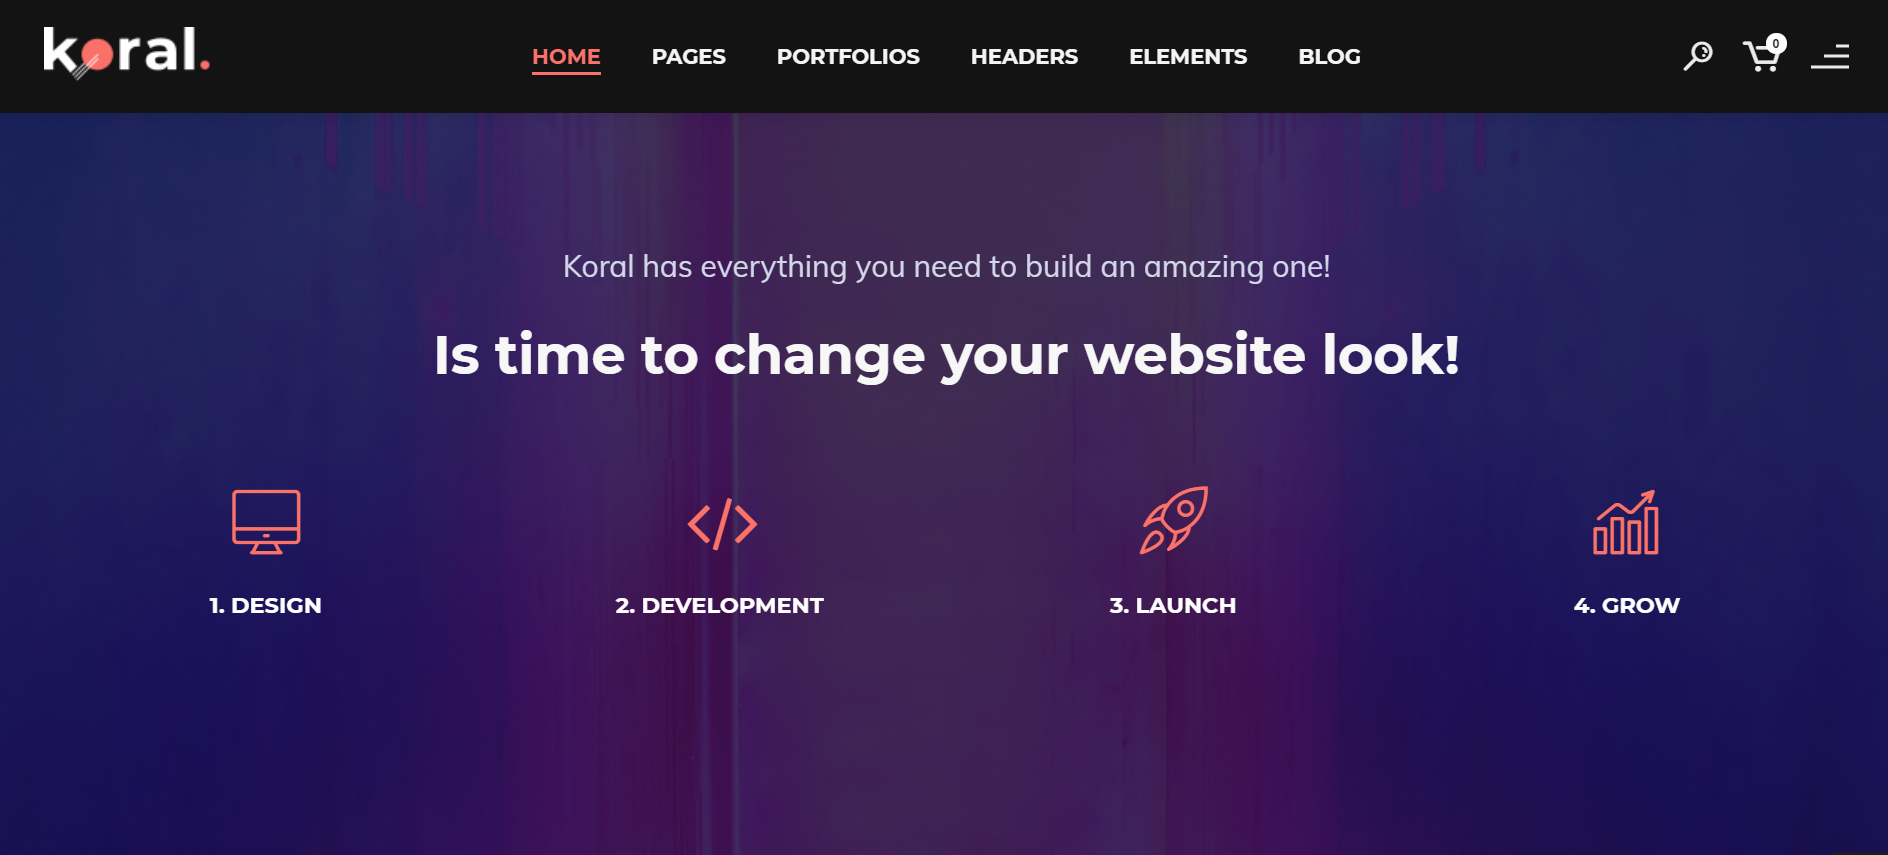 koral.
HOME PAGES PORTFOLIOS HEADERS ELEMENTS BLOG
0
Koral has everything you need to build an amazing one!
Is time to change your website look!
1. DESIGN
2. DEVELOPMENT
3. LAUNCH
4. GROW